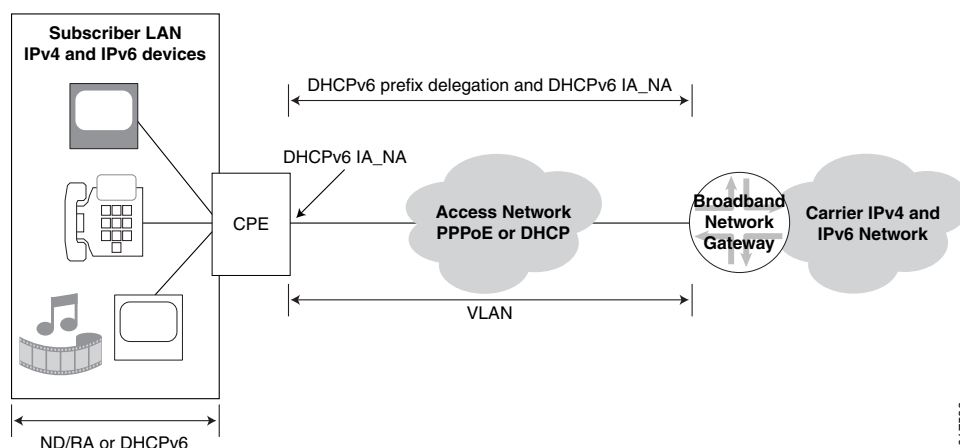 Subscriber LAN
IPv4 and IPv6 devices
DHCPv6 prefix delegation and DHCPv6 IA_NA
DHCPv6 IA_NA
CPE
Access Network
PPPoE or DHCP
Broadband
Network
Gateway
Carrier IPv4 and
IPv6 Network
VLAN
ND/RA or DHCPv6